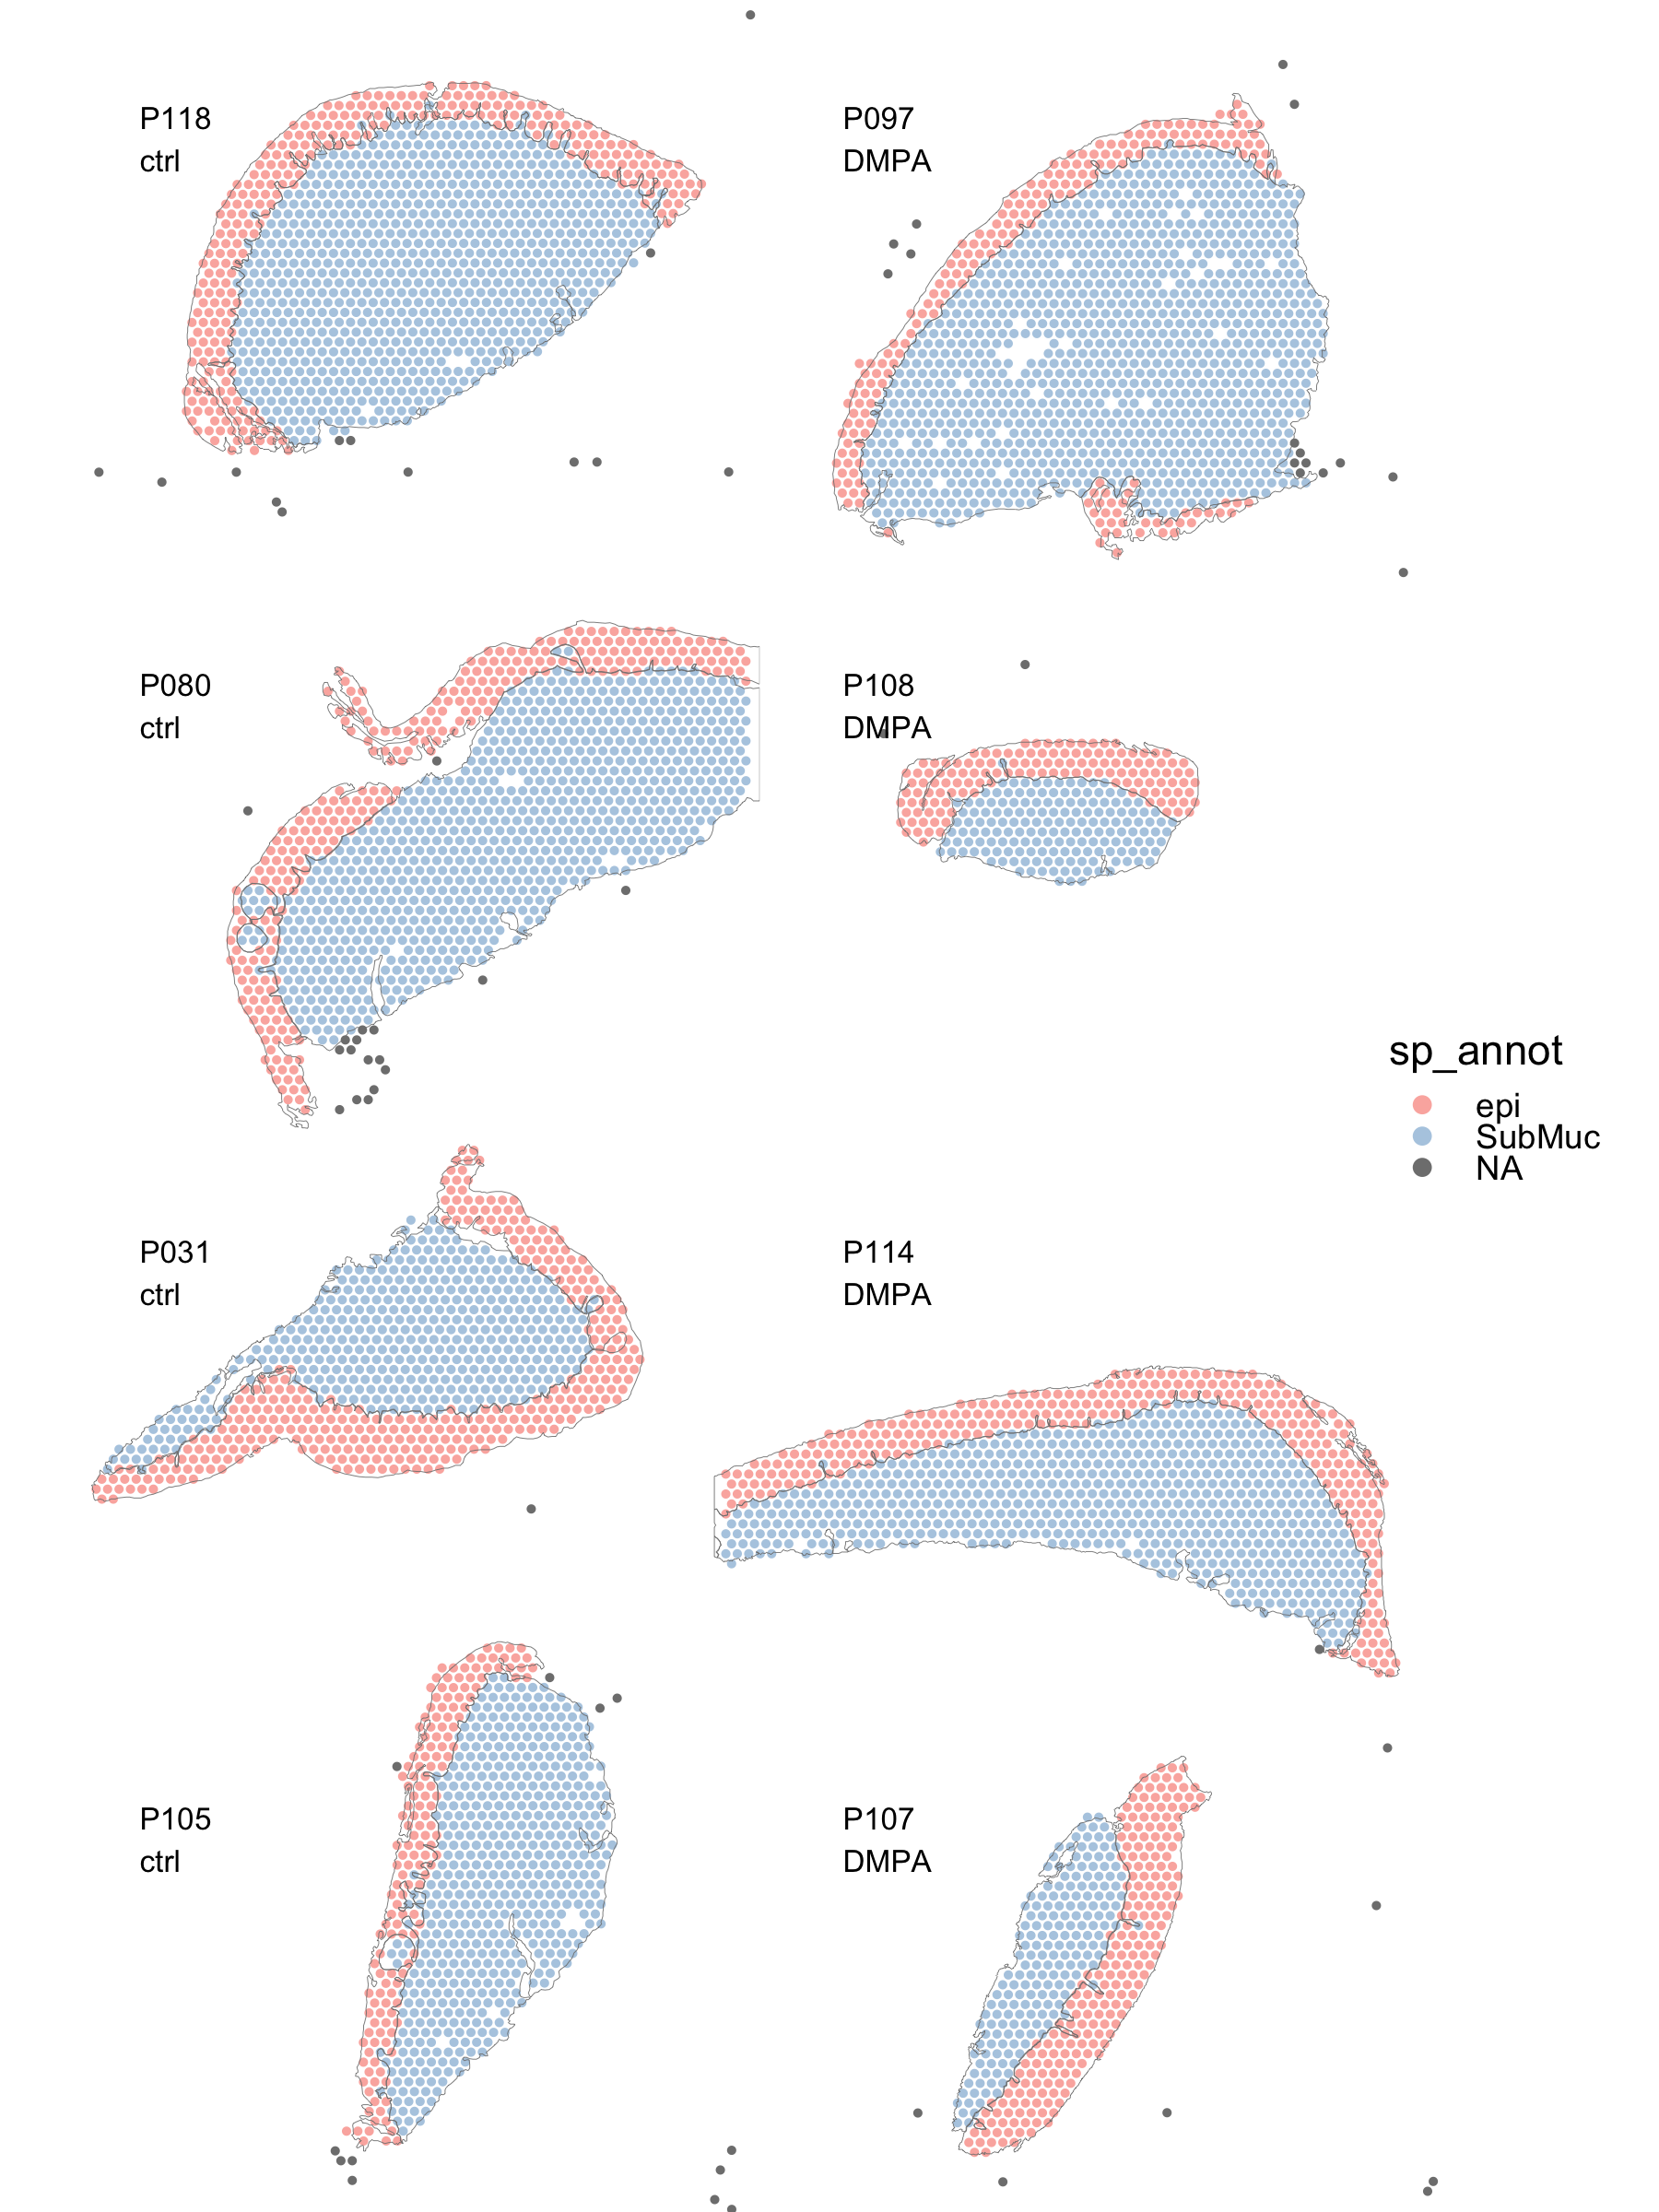 P118
ctrl
P097
DMPA
P080
ctrl
P108
DMPA
sp_annot
epi
SubMuc
NA
P031
ctrl
P114
DMPA
P105
ctrl
P107
DMPA